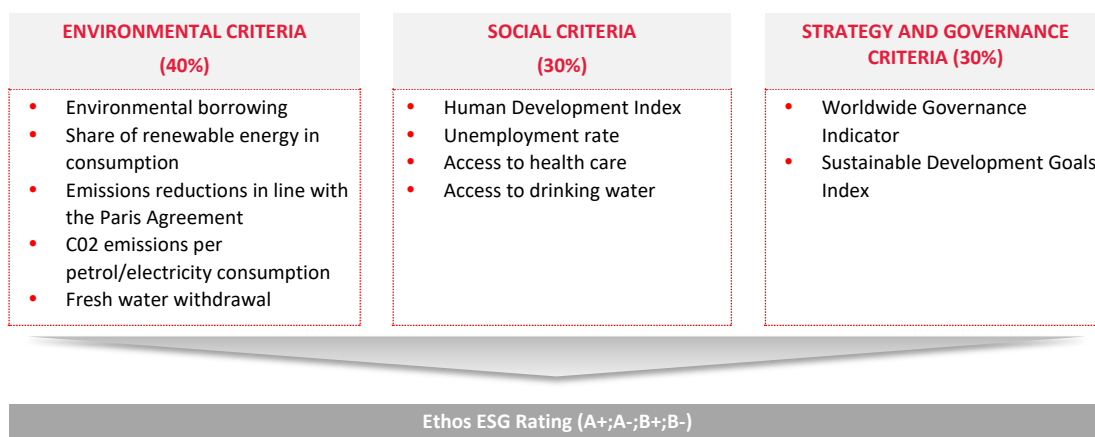 ENVIRONMENTAL CRITERIA
(40%)
• Environmental borrowing
• Share of renewable energy in
consumption
• Emissions reductions in line with
the Paris Agreement
• C02 emissions per
petrol/electricity consumption
• Fresh water withdrawal
SOCIAL CRITERIA
(30%)
• Human Development Index
• Unemployment rate
• Access to health care
• Access to drinking water
STRATEGY AND GOVERNANCE
CRITERIA (30%)
• Worldwide Governance
Indicator
• Sustainable Development Goals
Index
Ethos ESG Rating (A+;A-;B+;B-)